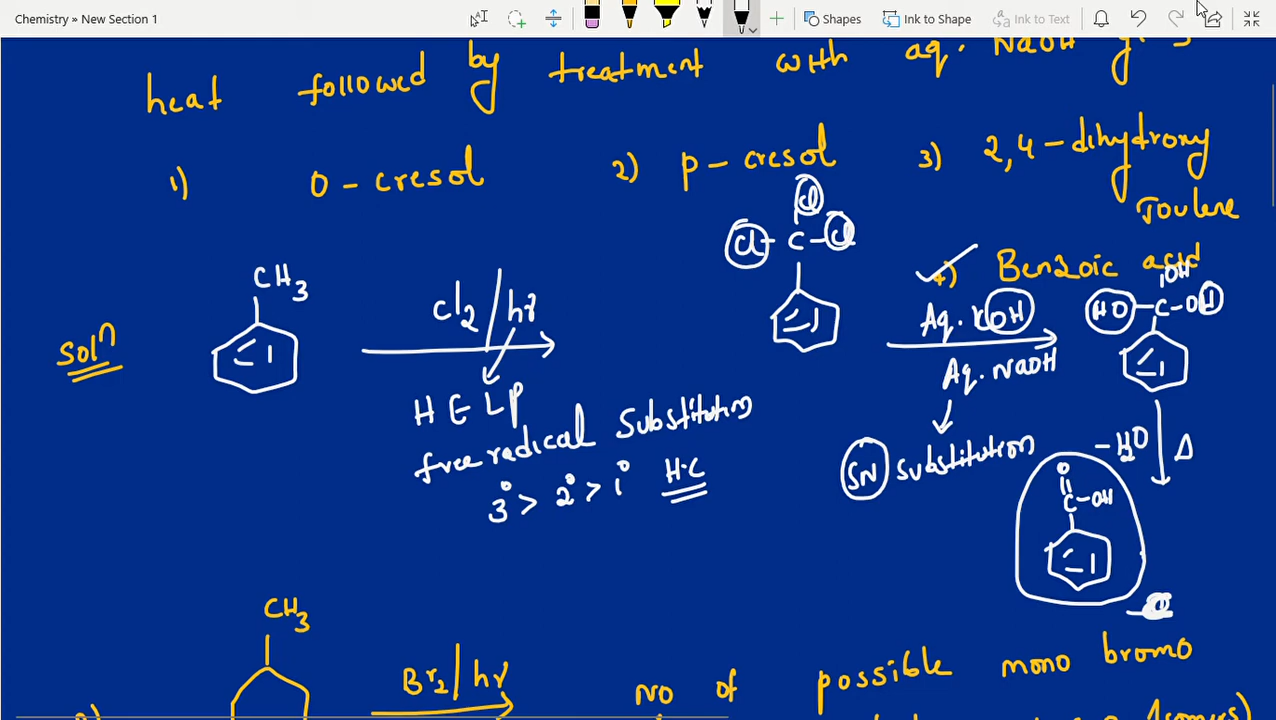 Chemistry » New Section 1
Shapes
Ink to Shape
Ink to Text
heat followed by treatment with aq. NaOH
1) O-cresol 2) p-cresol 3) 2,4-dihydroxy
Toulene
4) Benzoic acid
Cl
Cl-C-Cl
CH3
Solⁿ
Cl2/hν
Aq. KOH
Aq. NaOH
OH
HO-C-OH
HELP
free radical Substitution
3° > 2° > 1° H·C
SN Substitution
-H2O Δ
O
C-OH
CH3
Br2/hν
No of possible mono bromo